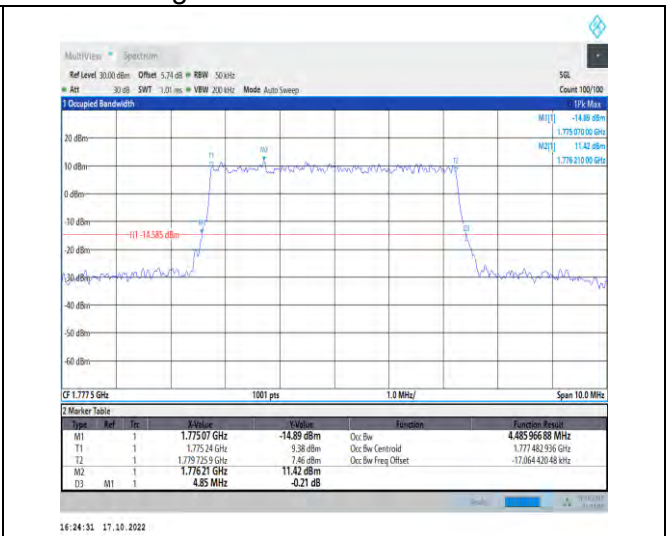 MultiView Spectrum
Ref Level 30.00 dBm Offset 5.74 dB RBW 50 kHz SGL
Att 30 dB SWT 1.01 ms VBW 200 kHz Mode Auto Sweep Count 100/100
1 Occupied Bandwidth 1Pk Max
M1[1] -14.89 dBm
1.775 070 00 GHz
M2[1] 11.42 dBm
1.776 210 00 GHz
20 dBm
T1 M2 T2
10 dBm
0 dBm
-10 dBm
H1 -14.585 dBm
M1 D3
-20 dBm
-30 dBm
-40 dBm
-50 dBm
-60 dBm
CF 1.777 5 GHz 1001 pts 1.0 MHz/ Span 10.0 MHz
2 Marker Table
Type Ref Trc X-Value Y-Value Function Function Result
M1 1 1.775 07 GHz -14.89 dBm Occ Bw 4.485 966 88 MHz
T1 1 1.775 24 GHz 9.38 dBm Occ Bw Centroid 1.777 482 936 GHz
T2 1 1.779 725 9 GHz 7.46 dBm Occ Bw Freq Offset -17.064 420 48 kHz
M2 1 1.776 21 GHz 11.42 dBm
D3 M1 1 4.85 MHz -0.21 dB
16:24:31 17.10.2022